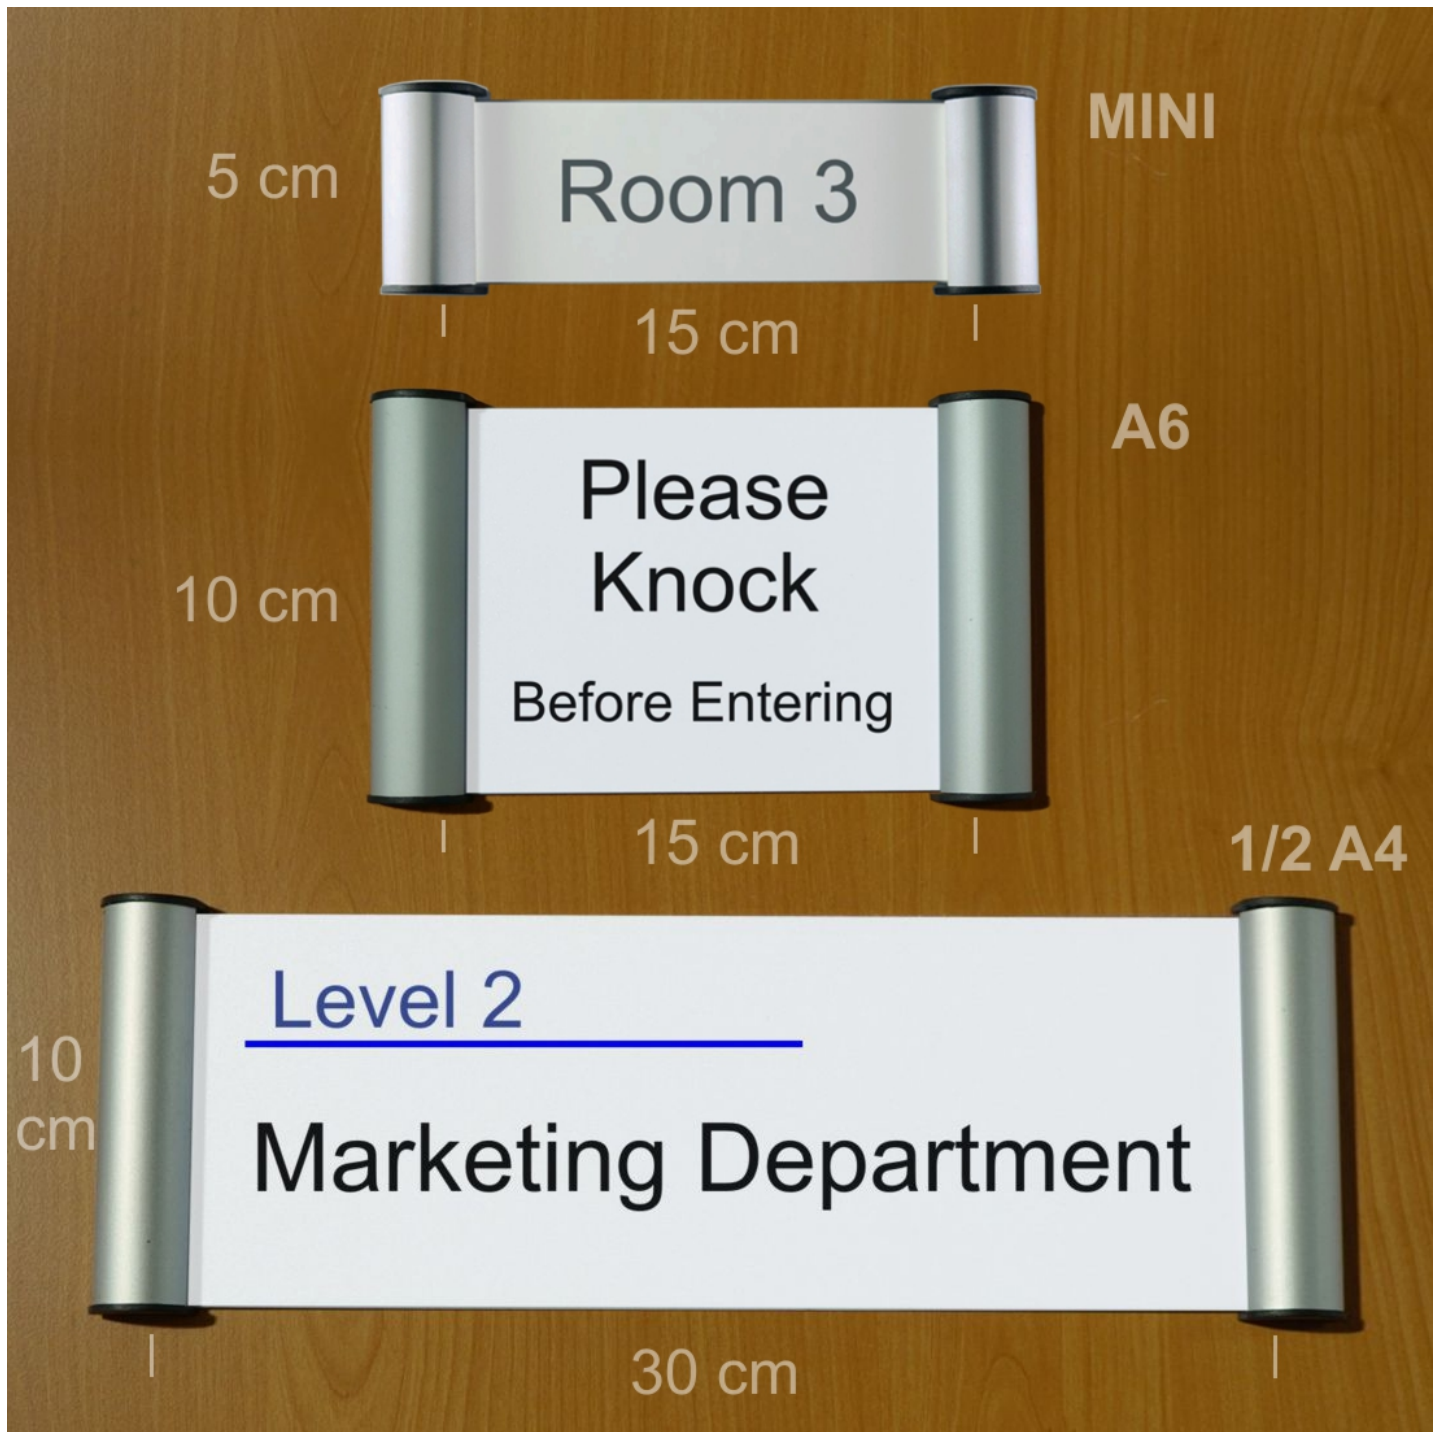 MINI
5 cm
Room 3
15 cm
A6
Please
Knock
10 cm
Before Entering
15 cm
1/2 A4
Level 2
10
cm
Marketing Department
30 cm